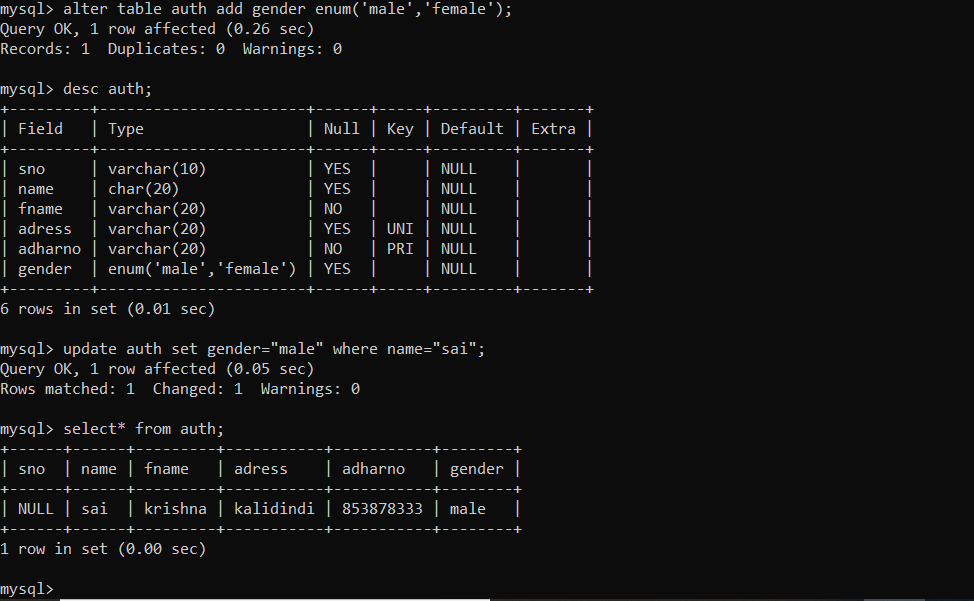 mysql> alter table auth add gender enum('male','female');
Query OK, 1 row affected (0.26 sec)
Records: 1  Duplicates: 0  Warnings: 0

mysql> desc auth;
+---------+-----------------------+------+-----+---------+-------+
| Field   | Type                  | Null | Key | Default | Extra |
+---------+-----------------------+------+-----+---------+-------+
| sno     | varchar(10)           | YES  |     | NULL    |       |
| name    | char(20)              | YES  |     | NULL    |       |
| fname   | varchar(20)           | NO   |     | NULL    |       |
| adress  | varchar(20)           | YES  | UNI | NULL    |       |
| adharno | varchar(20)           | NO   | PRI | NULL    |       |
| gender  | enum('male','female') | YES  |     | NULL    |       |
+---------+-----------------------+------+-----+---------+-------+
6 rows in set (0.01 sec)

mysql> update auth set gender="male" where name="sai";
Query OK, 1 row affected (0.05 sec)
Rows matched: 1  Changed: 1  Warnings: 0

mysql> select* from auth;
+------+------+---------+-----------+-----------+--------+
| sno  | name | fname   | adress    | adharno   | gender |
+------+------+---------+-----------+-----------+--------+
| NULL | sai  | krishna | kalidindi | 853878333 | male   |
+------+------+---------+-----------+-----------+--------+
1 row in set (0.00 sec)

mysql>